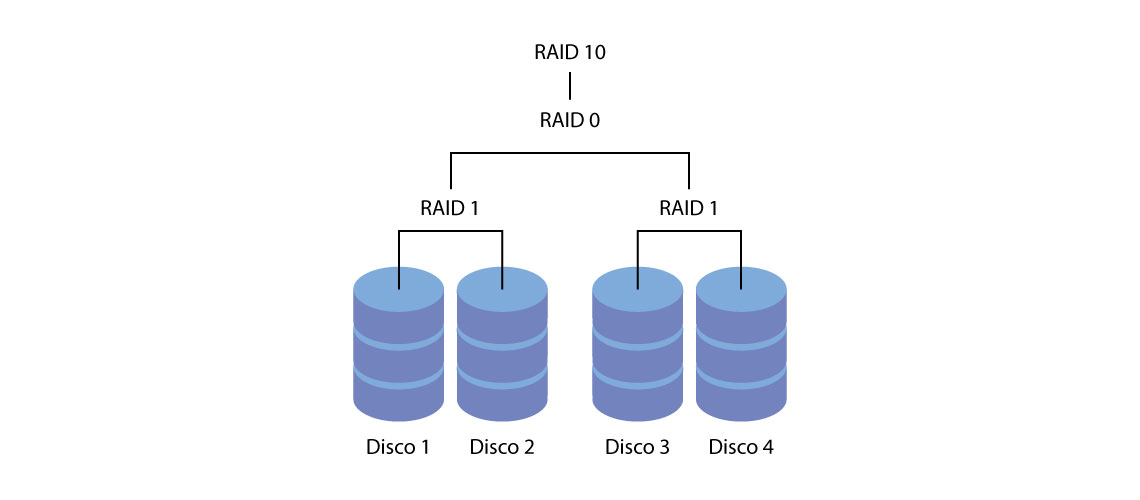 RAID 10
RAID 0
RAID 1
RAID 1
Disco 1
Disco 2
Disco 3
Disco 4